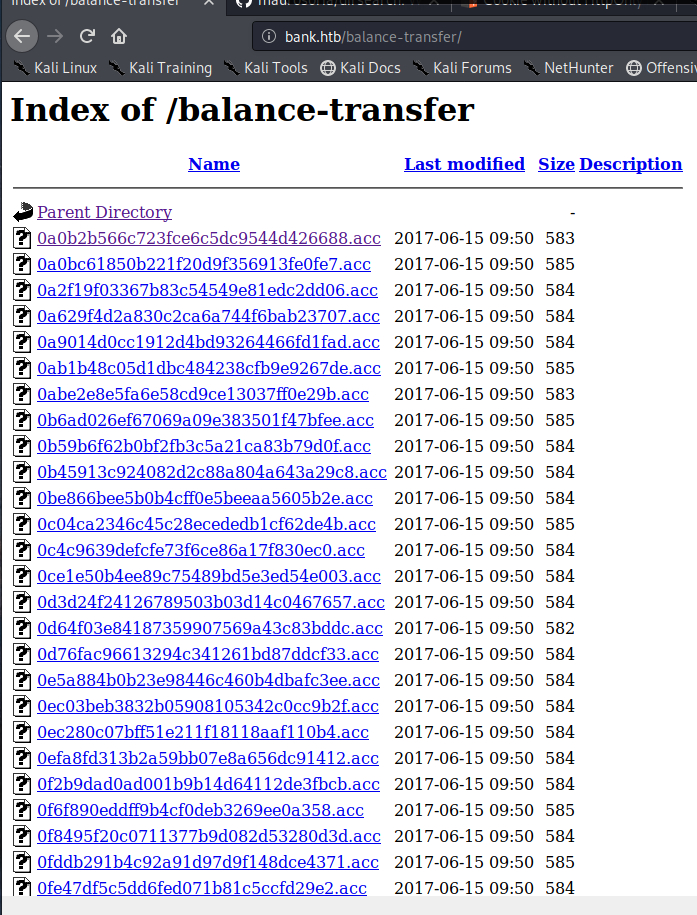 Index of /balance-transfer
bank.htb/balance-transfer/
Kali Linux Kali Training Kali Tools Kali Docs Kali Forums NetHunter Offensiv
Index of /balance-transfer
Name Last modified Size Description
Parent Directory -
0a0b2b566c723fce6c5dc9544d426688.acc 2017-06-15 09:50 583
0a0bc61850b221f20d9f356913fe0fe7.acc 2017-06-15 09:50 585
0a2f19f03367b83c54549e81edc2dd06.acc 2017-06-15 09:50 584
0a629f4d2a830c2ca6a744f6bab23707.acc 2017-06-15 09:50 584
0a9014d0cc1912d4bd93264466fd1fad.acc 2017-06-15 09:50 584
0ab1b48c05d1dbc484238cfb9e9267de.acc 2017-06-15 09:50 585
0abe2e8e5fa6e58cd9ce13037ff0e29b.acc 2017-06-15 09:50 583
0b6ad026ef67069a09e383501f47bfee.acc 2017-06-15 09:50 585
0b59b6f62b0bf2fb3c5a21ca83b79d0f.acc 2017-06-15 09:50 584
0b45913c924082d2c88a804a643a29c8.acc 2017-06-15 09:50 584
0be866bee5b0b4cff0e5beeaa5605b2e.acc 2017-06-15 09:50 584
0c04ca2346c45c28ecededb1cf62de4b.acc 2017-06-15 09:50 585
0c4c9639defcfe73f6ce86a17f830ec0.acc 2017-06-15 09:50 584
0ce1e50b4ee89c75489bd5e3ed54e003.acc 2017-06-15 09:50 584
0d3d24f24126789503b03d14c0467657.acc 2017-06-15 09:50 584
0d64f03e84187359907569a43c83bddc.acc 2017-06-15 09:50 582
0d76fac96613294c341261bd87ddcf33.acc 2017-06-15 09:50 584
0e5a884b0b23e98446c460b4dbafc3ee.acc 2017-06-15 09:50 584
0ec03beb3832b05908105342c0cc9b2f.acc 2017-06-15 09:50 584
0ec280c07bff51e211f18118aaf110b4.acc 2017-06-15 09:50 584
0efa8fd313b2a59bb07e8a656dc91412.acc 2017-06-15 09:50 584
0f2b9dad0ad001b9b14d64112de3fbcb.acc 2017-06-15 09:50 584
0f6f890eddff9b4cf0deb3269ee0a358.acc 2017-06-15 09:50 585
0f8495f20c0711377b9d082d53280d3d.acc 2017-06-15 09:50 584
0fddb291b4c92a91d97d9f148dce4371.acc 2017-06-15 09:50 585
0fe47df5c5dd6fed071b81c5ccfd29e2.acc 2017-06-15 09:50 584